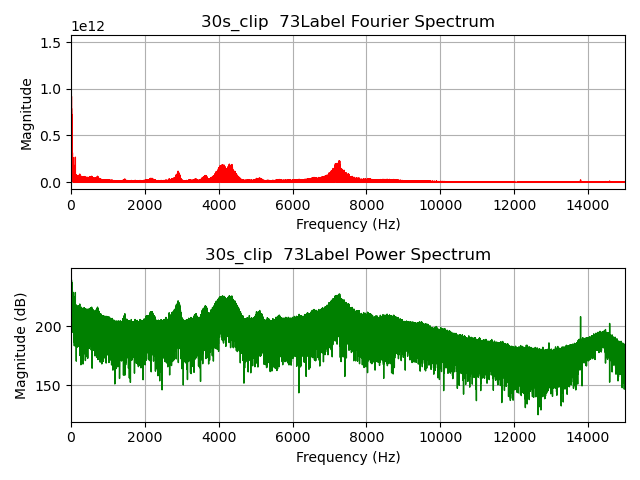 30s_clip  73Label Fourier Spectrum
1e12
1.5
1.0
0.5
0.0
Magnitude
0 2000 4000 6000 8000 10000 12000 14000
Frequency (Hz)
30s_clip  73Label Power Spectrum
200
150
Magnitude (dB)
0 2000 4000 6000 8000 10000 12000 14000
Frequency (Hz)